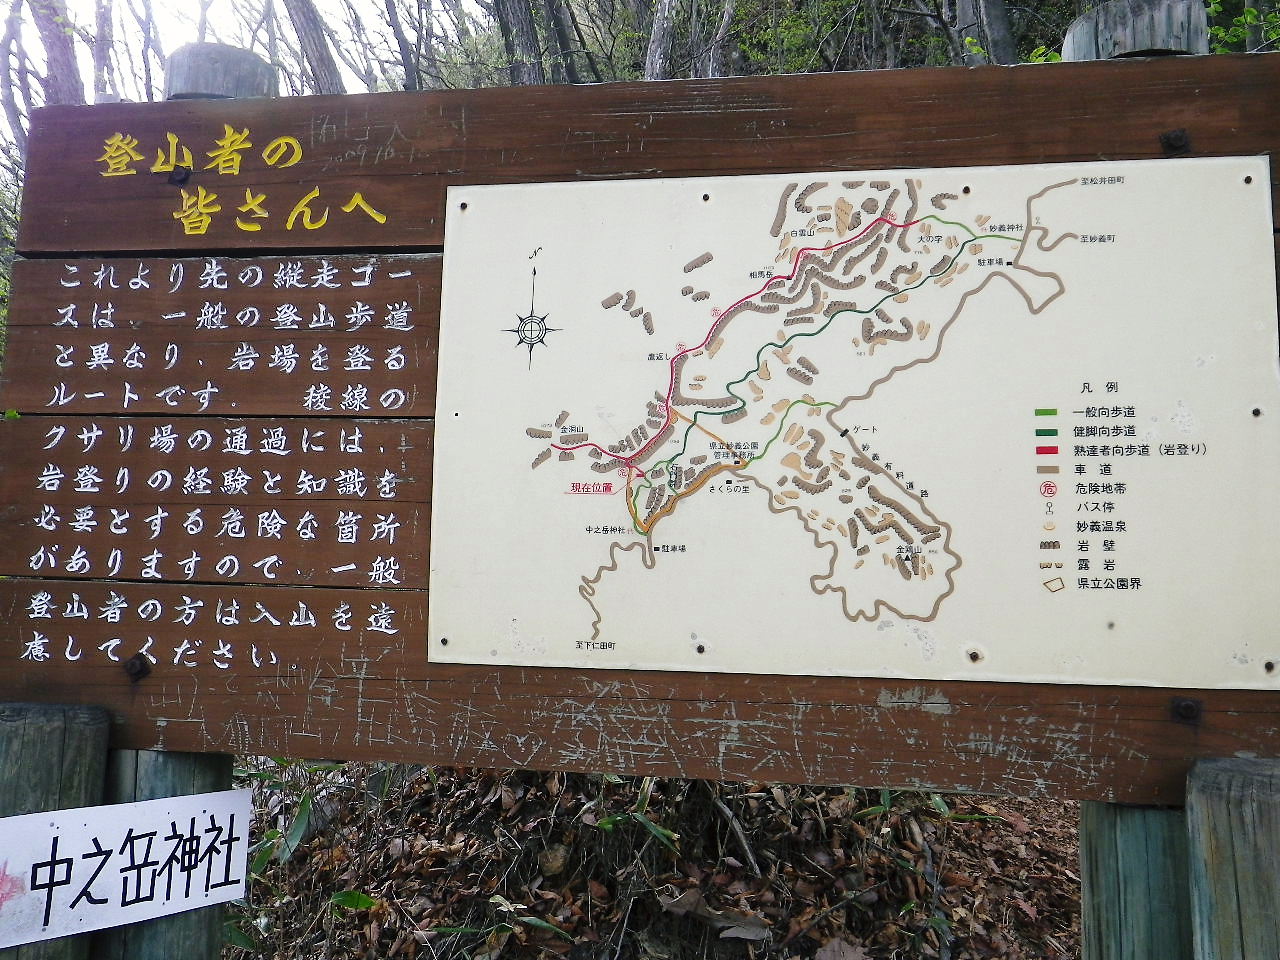 登山者の
皆さんへ
これより先の縦走コー
スは、一般の登山歩道
と異なり、岩場を登る
ルートです。　稜線の
クサリ場の通過には、
岩登りの経験と知識を
必要とする危険な箇所
がありますので、一般
登山者の方は入山を遠
慮してください。
至松井田町
白雲山
大の字
妙義神社
至妙義町
相馬岳
駐車場
鷹返し
N
凡 例
一般向歩道
健脚向歩道
熟達者向歩道（岩登り）
車 道
危険地帯
危
バス停
妙義温泉
岩 壁
露 岩
県立公園界
金洞山
ゲート
県立妙義公園
管理事務所
妙義有料道路
さくらの里
現在位置
中之岳神社
駐車場
金鶏山
至下仁田町
中之岳神社